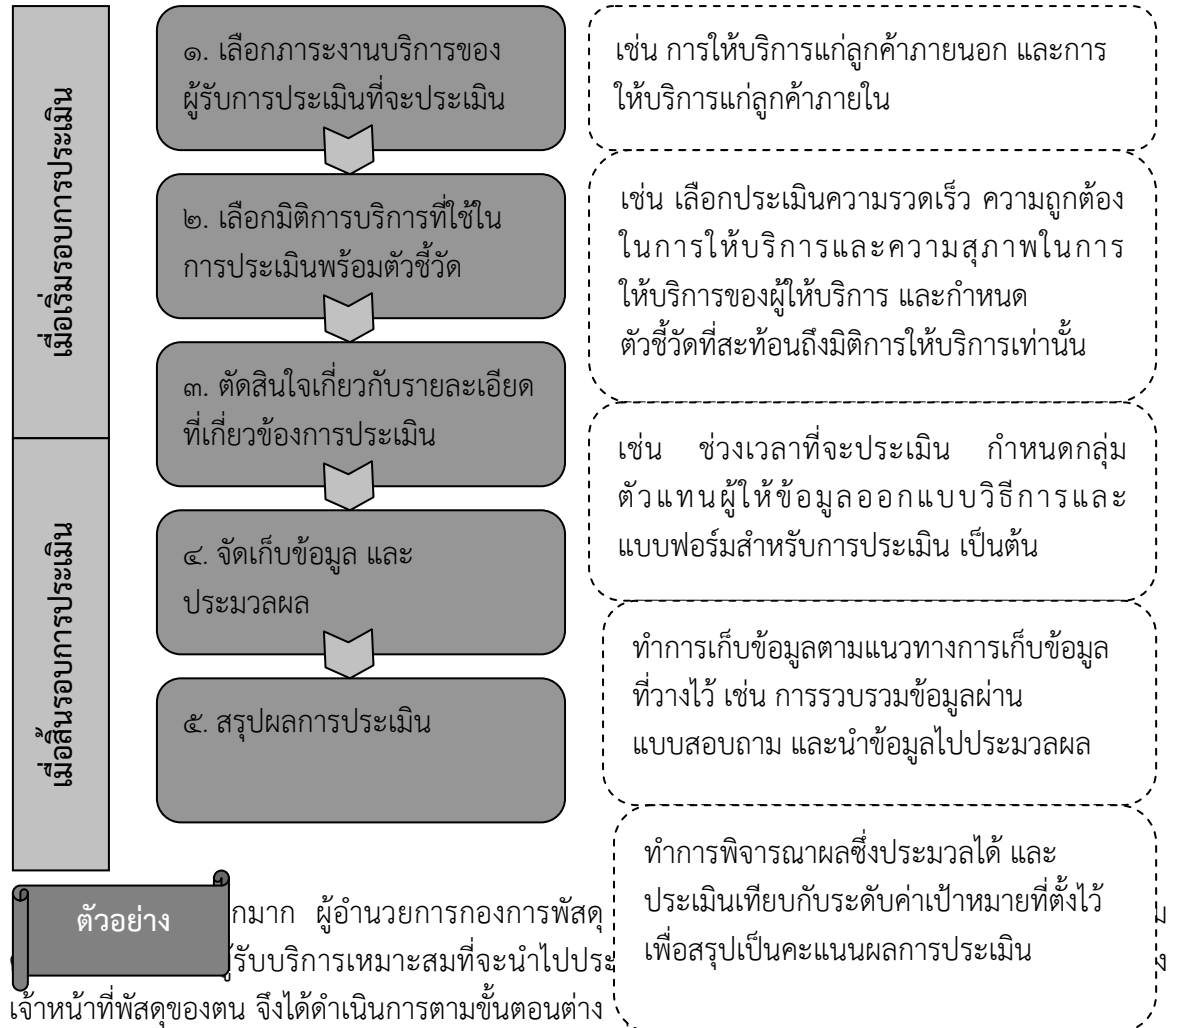 เมื่อเริ่มรอบการประเมิน
๑. เลือกภาระงานบริการของ
ผู้รับการประเมินที่จะประเมิน
เช่น การให้บริการแก่ลูกค้าภายนอก และการ
ให้บริการแก่ลูกค้าภายใน
๒. เลือกมิติการบริการที่ใช้ใน
การประเมินพร้อมตัวชี้วัด
เช่น เลือกประเมินความรวดเร็ว ความถูกต้อง
ในการให้บริการและความสุภาพในการ
ให้บริการของผู้ให้บริการ และกำหนด
ตัวชี้วัดที่สะท้อนถึงมิติการให้บริการเท่านั้น
๓. ตัดสินใจเกี่ยวกับรายละเอียด
ที่เกี่ยวข้องการประเมิน
เช่น ช่วงเวลาที่จะประเมิน กำหนดกลุ่ม
ตัวแทนผู้ให้ข้อมูลออกแบบวิธีการและ
แบบฟอร์มสำหรับการประเมิน เป็นต้น
เมื่อสิ้นรอบการประเมิน
๔. จัดเก็บข้อมูล และ
ประมวลผล
ทำการเก็บข้อมูลตามแนวทางการเก็บข้อมูล
ที่วางไว้ เช่น การรวบรวมข้อมูลผ่าน
แบบสอบถาม และนำข้อมูลไปประมวลผล
๕. สรุปผลการประเมิน
ทำการพิจารณาผลซึ่งประมวลได้ และ
ประเมินเทียบกับระดับค่าเป้าหมายที่ตั้งไว้
เพื่อสรุปเป็นคะแนนผลการประเมิน
ตัวอย่าง
กมาก ผู้อำนวยการกองการพัสดุ
รับบริการเหมาะสมที่จะนำไปประ
เจ้าหน้าที่พัสดุของตน จึงได้ดำเนินการตามขั้นตอนต่าง